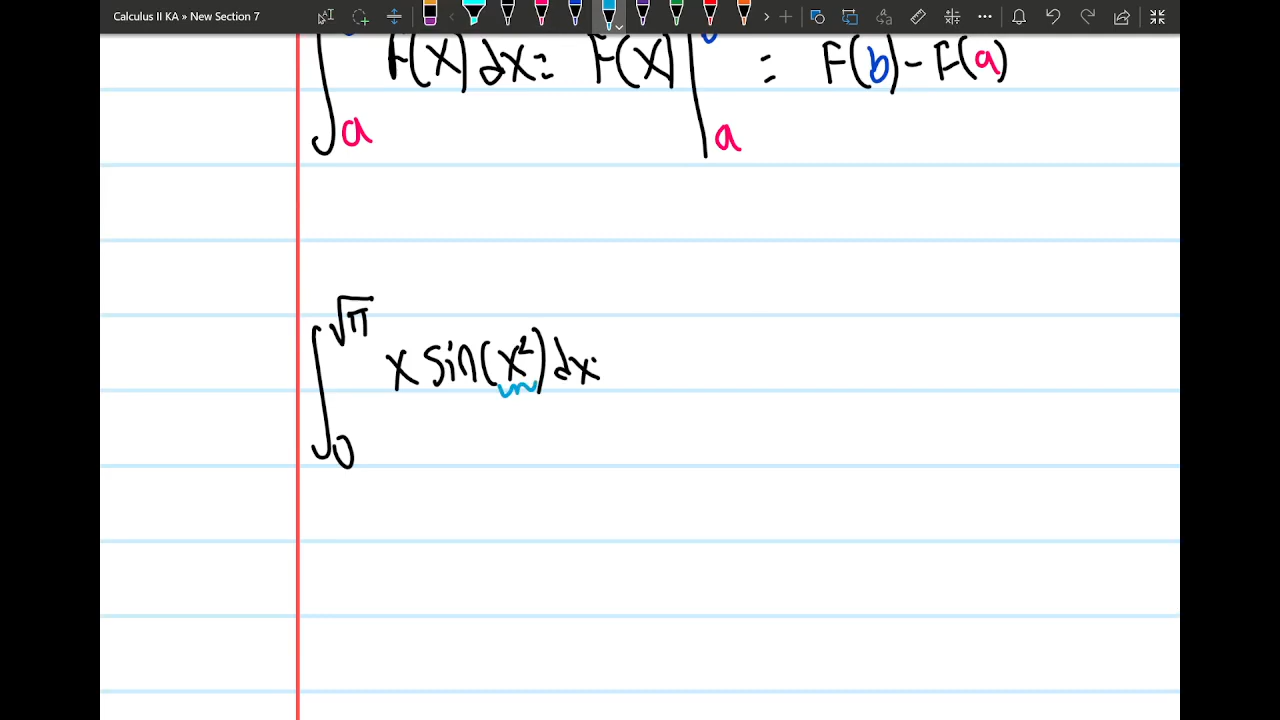 Calculus II KA » New Section 7
∫ₐ f(x) dx = F(x) |ₐ = F(b) - F(a)
∫₀^√π x sin(x²) dx